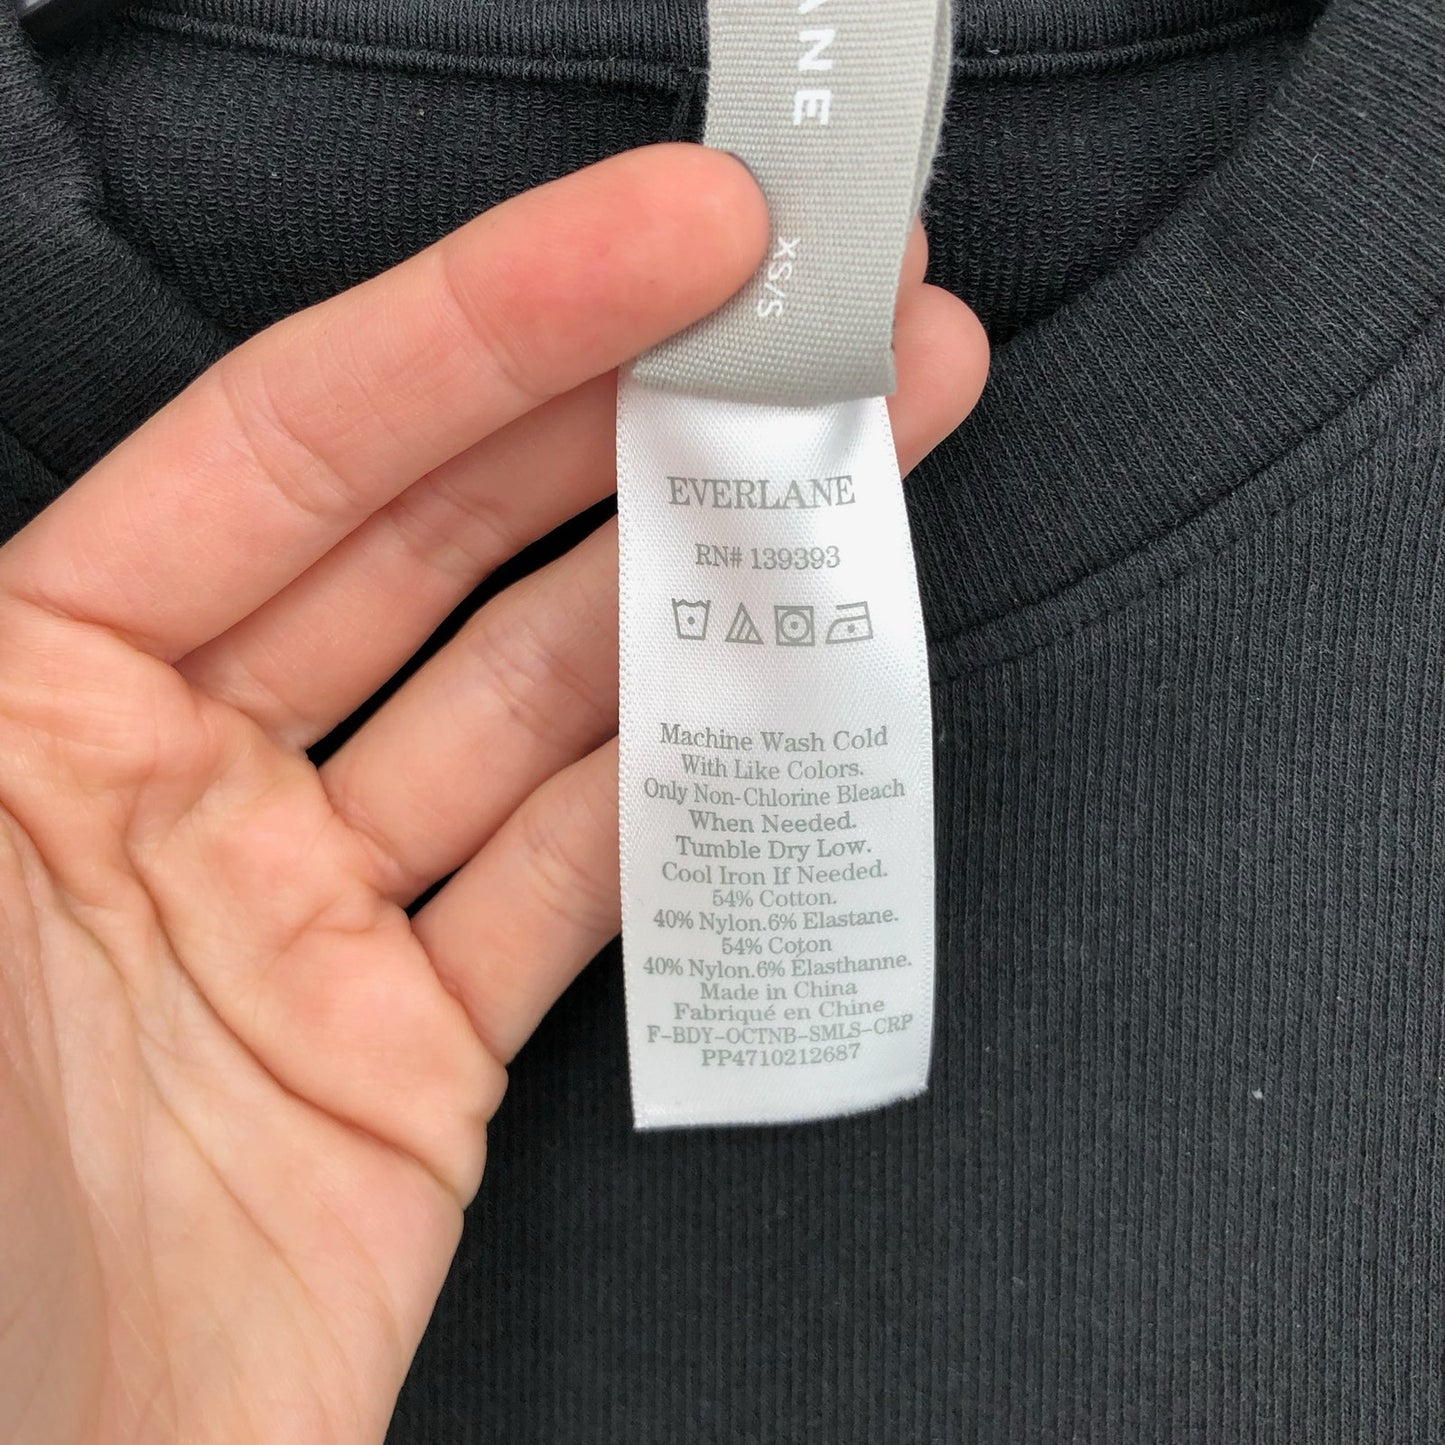 ANE
XS/S
EVERLANE
RN# 139393
Machine Wash Cold
With Like Colors.
Only Non-Chlorine Bleach
When Needed.
Tumble Dry Low.
Cool Iron If Needed.
54% Cotton.
40% Nylon.6% Elastane.
54% Coton
40% Nylon.6% Elasthanne.
Made in China
Fabriqué en Chine
F-BDY-OCTNB-SMLS-CRP
PP4710212687